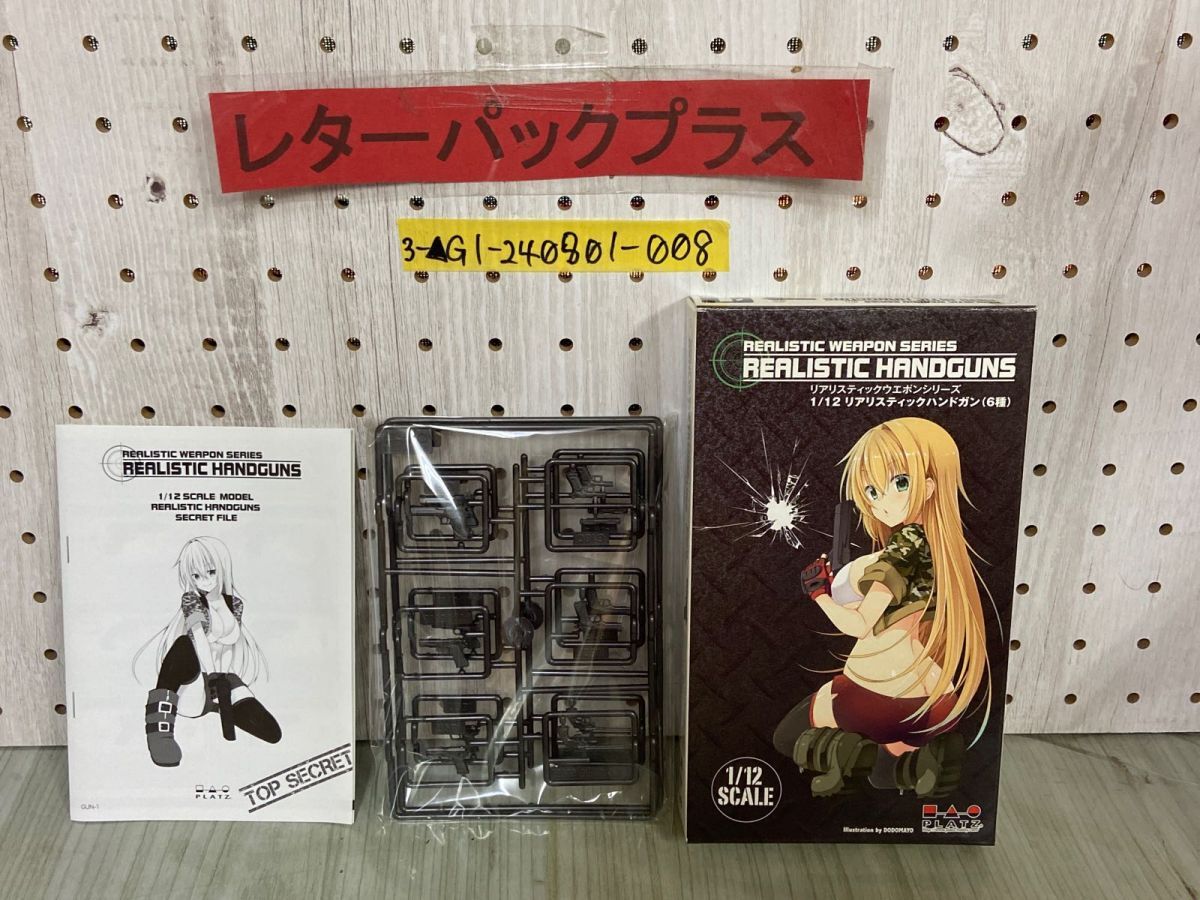 レターパックプラス
3-▲G1-240801-008
REALISTIC WEAPON SERIES
REALISTIC HANDGUNS
1/12 SCALE MODEL
REALISTIC HANDGUNS
SECRET FILE
TOP SECRET
PLATZ
GUN-1
REALISTIC WEAPON SERIES
REALISTIC HANDGUNS
リアリスティックウエポンシリーズ
1/12 リアリスティックハンドガン(6種)
1/12
SCALE
Illustration by DODOMAYO
PLATZ